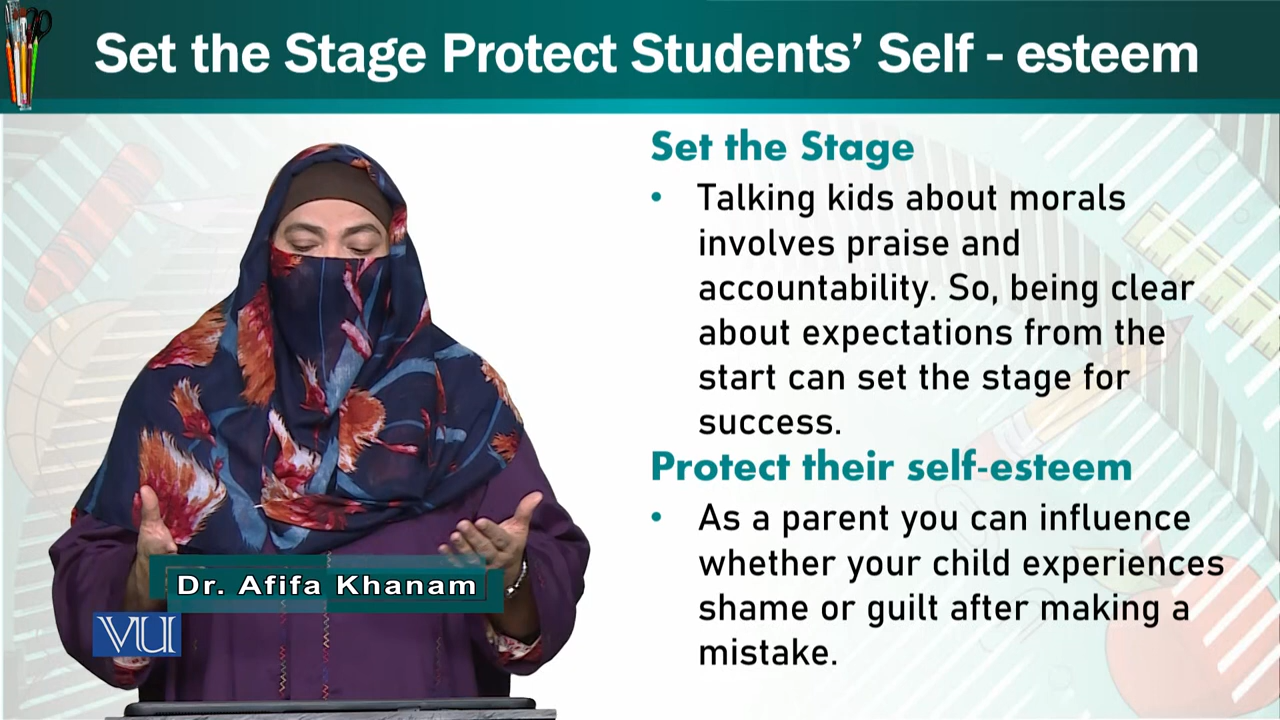 Set the Stage Protect Students’ Self - esteem
Set the Stage
• Talking kids about morals
involves praise and
accountability. So, being clear
about expectations from the
start can set the stage for
success.
Protect their self-esteem
• As a parent you can influence
whether your child experiences
shame or guilt after making a
mistake.
Dr. Afifa Khanam
VU